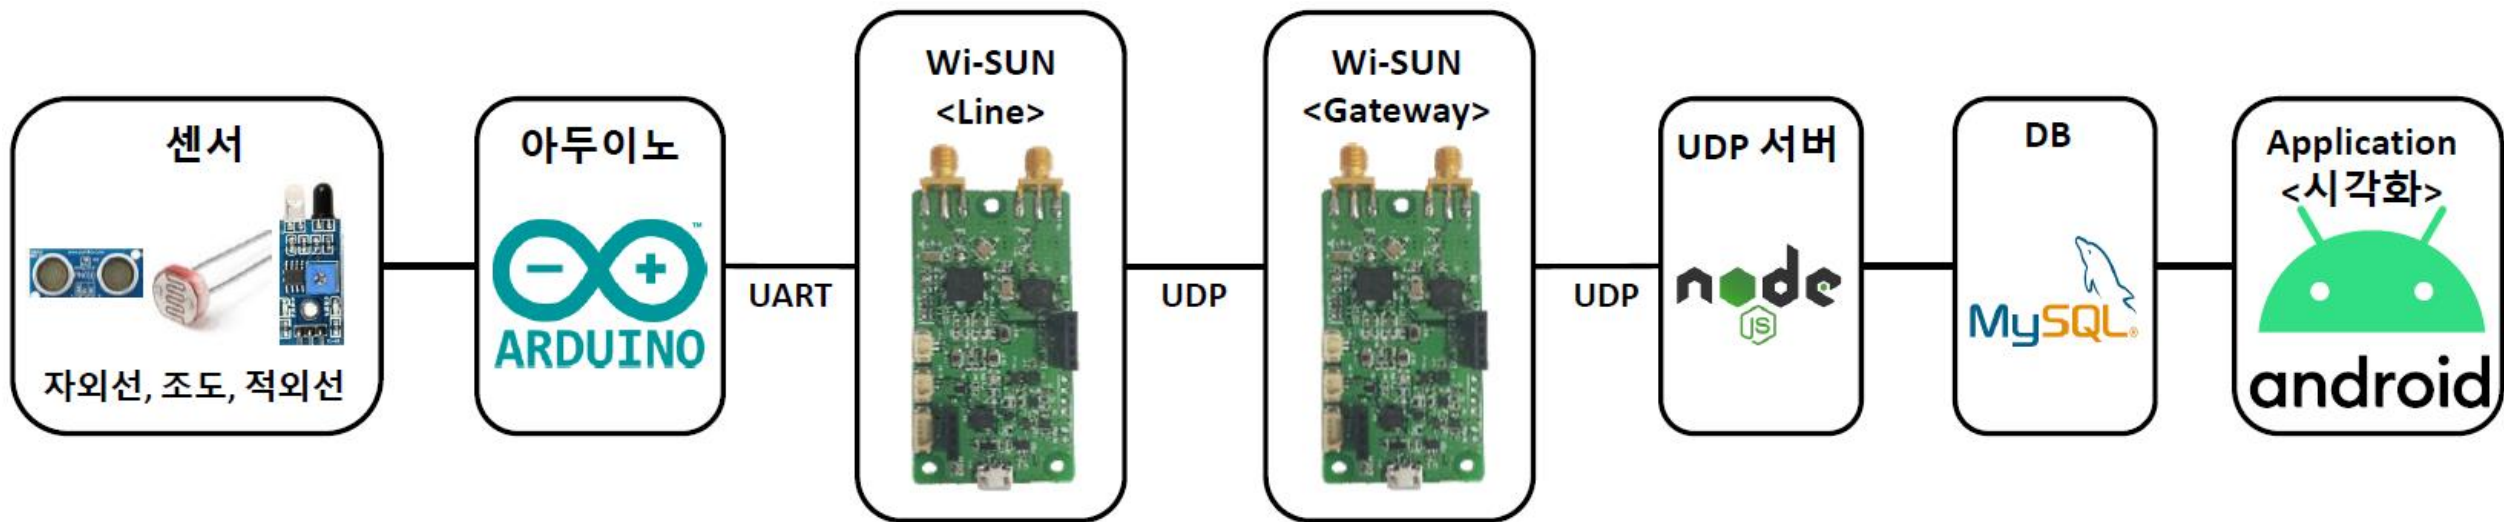 센서
자외선, 조도, 적외선
아두이노
ARDUINO
™
UART
Wi-SUN
<Line>
UDP
Wi-SUN
<Gateway>
UDP
UDP 서버
node
JS
DB
MySQL®
Application
<시각화>
android